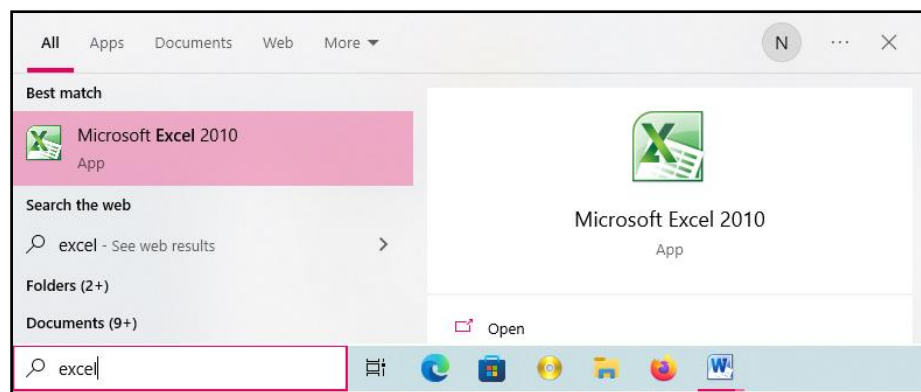 All Apps Documents Web More N ...
Best match
Microsoft Excel 2010
App
Search the web
excel - See web results
Folders (2+)
Documents (9+)
Microsoft Excel 2010
App
Open
excel